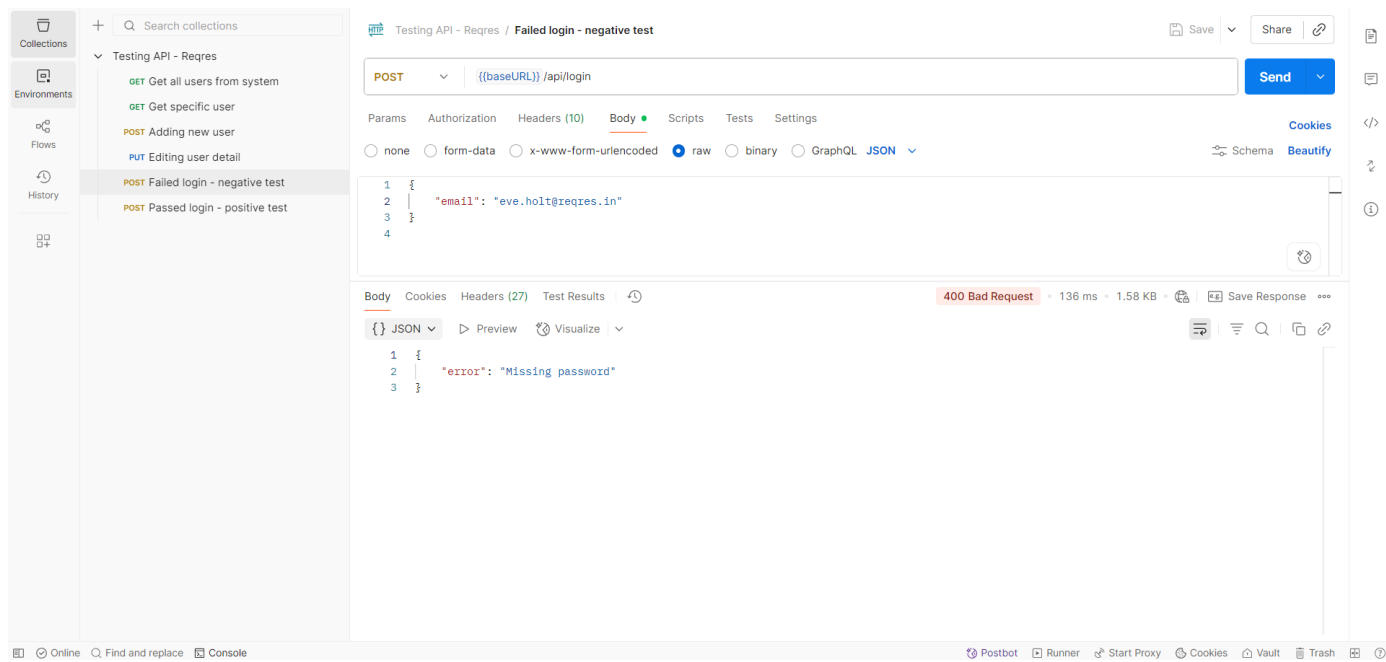 Collections
Environments
Flows
History
Search collections
Testing API - Reqres
GET Get all users from system
GET Get specific user
POST Adding new user
PUT Editing user detail
POST Failed login - negative test
POST Passed login - positive test
HTTP Testing API - Reqres / Failed login - negative test
Save
Share
POST {{baseURL}} /api/login
Send
Params Authorization Headers (10) Body Scripts Tests Settings
Cookies
none form-data x-www-form-urlencoded raw binary GraphQL JSON
Schema Beautify
1 {
2 "email": "eve.holt@reqres.in"
3 }
4
Body Cookies Headers (27) Test Results
400 Bad Request 136 ms 1.58 KB e.g. Save Response
{} JSON Preview Visualize
1 {
2 "error": "Missing password"
3 }
Online Find and replace Console
Postbot Runner Start Proxy Cookies Vault Trash